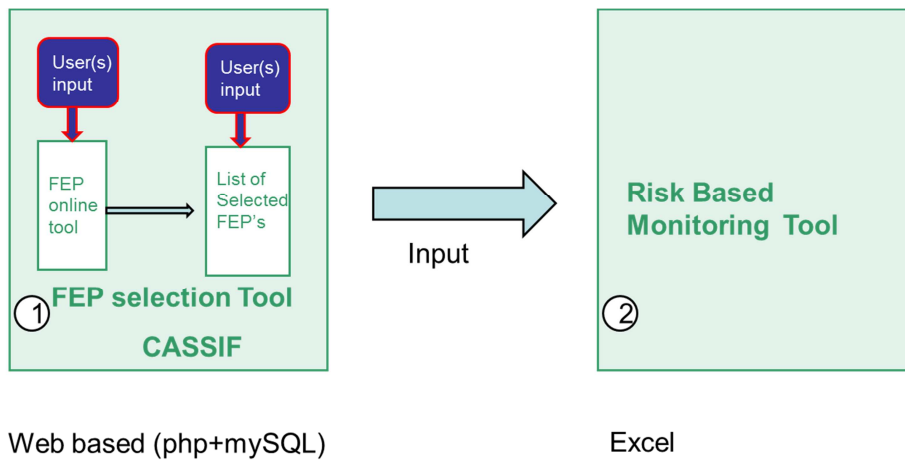 User(s)
input
User(s)
input
FEP
online
tool
List of
Selected
FEP's
FEP selection Tool
1
CASSIF
Input
Risk Based
Monitoring Tool
2
Web based (php+mySQL)
Excel